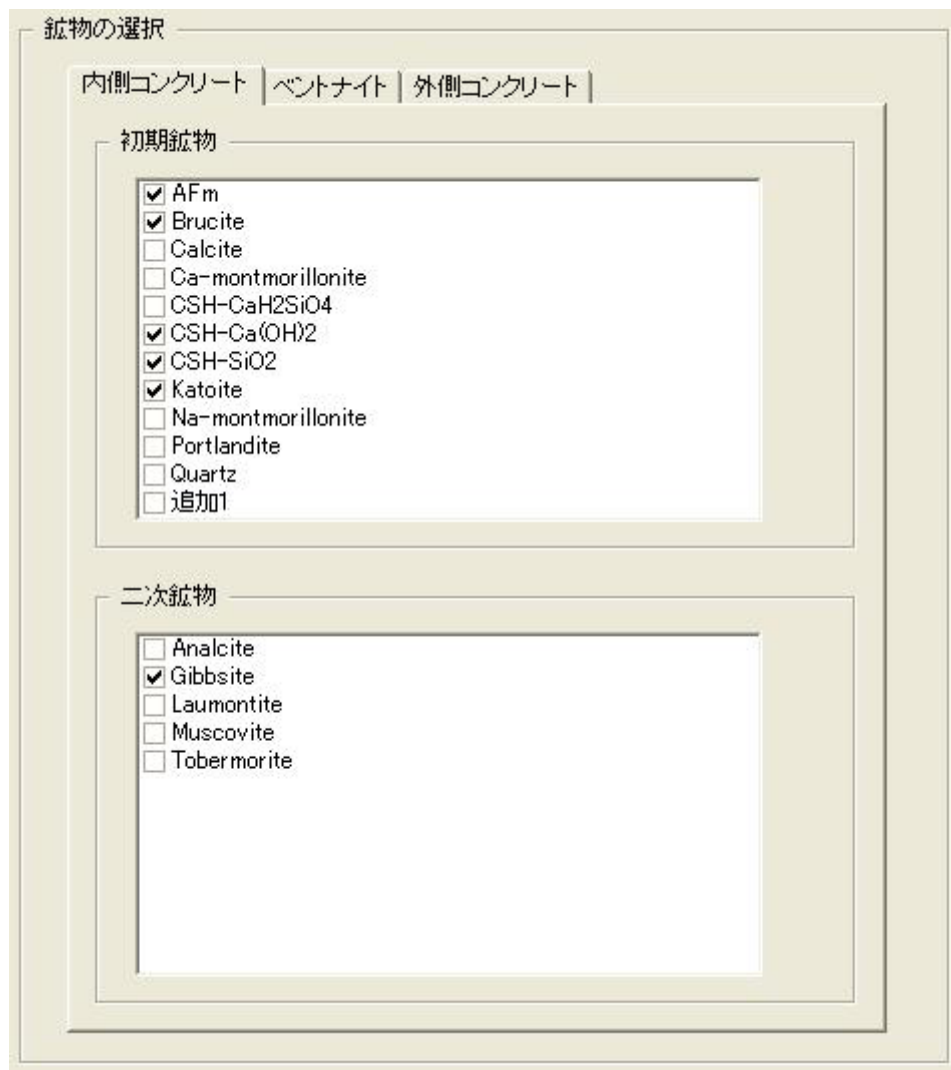 鉱物の選択
内側コンクリート ベントナイト 外側コンクリート
初期鉱物
AFm
Brucite
Calcite
Ca-montmorillonite
CSH-CaH2SiO4
CSH-Ca(OH)2
CSH-SiO2
Katoite
Na-montmorillonite
Portlandite
Quartz
追加1
二次鉱物
Analcite
Gibbsite
Laumontite
Muscovite
Tobermorite